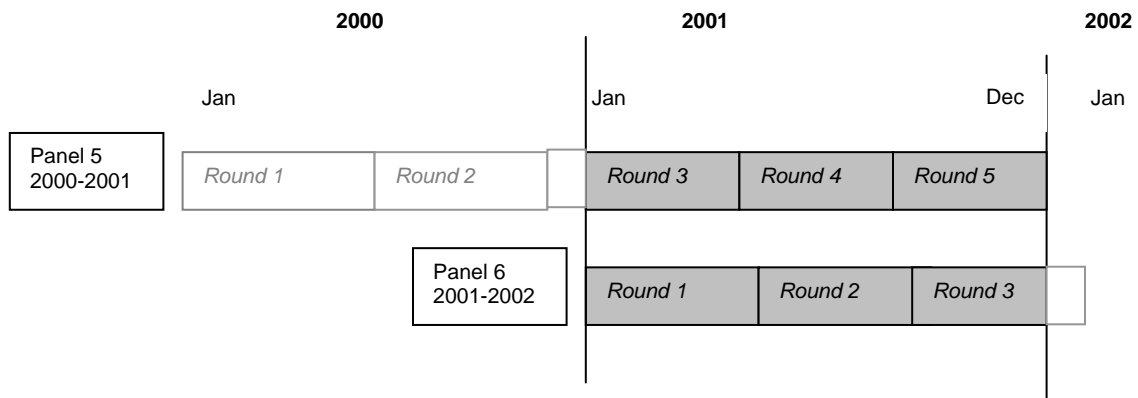 2000 2001 2002
Jan Jan Dec Jan
Panel 5
2000-2001
Round 1 Round 2 Round 3 Round 4 Round 5
Panel 6
2001-2002
Round 1 Round 2 Round 3